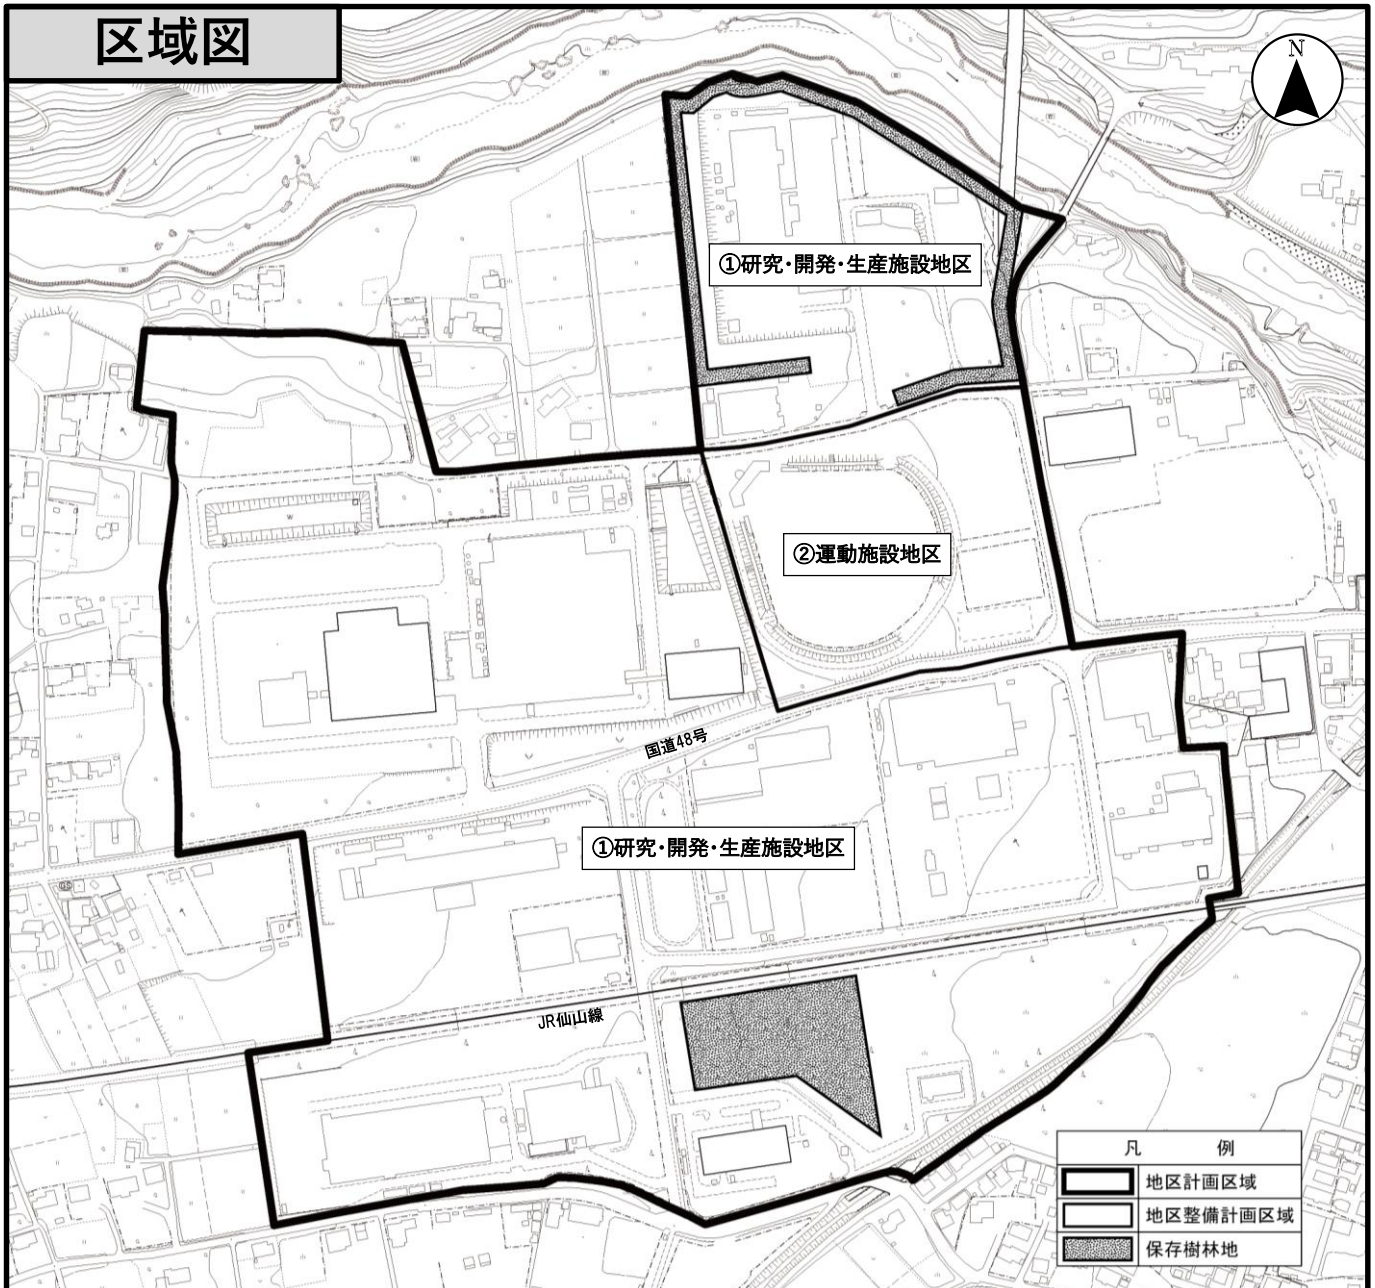 区域図
N
①研究・開発・生産施設地区
②運動施設地区
国道48号
①研究・開発・生産施設地区
JR仙山線
凡 例
地区計画区域
地区整備計画区域
保存樹林地